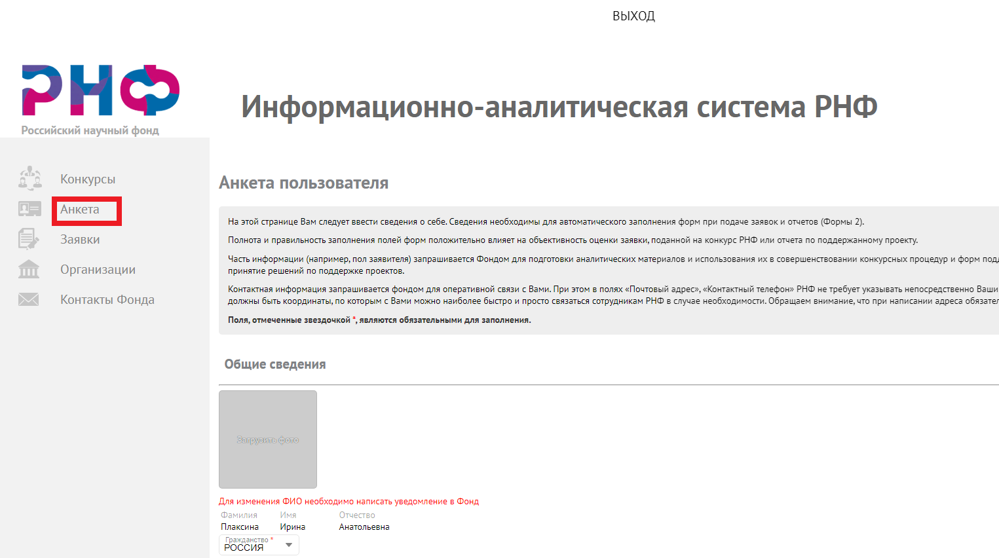 ВЫХОД
РНФ
Российский научный фонд
Информационно-аналитическая система РНФ
Конкурсы
Анкета
Заявки
Организации
Контакты Фонда
Анкета пользователя
На этой странице Вам следует ввести сведения о себе. Сведения необходимы для автоматического заполнения форм при подаче заявок и отчетов (Формы 2).
Полнота и правильность заполнения полей форм положительно влияет на объективность оценки заявки, поданной на конкурс РНФ или отчета по поддержанному проекту.
Часть информации (например, пол заявителя) запрашивается Фондом для подготовки аналитических материалов и использования их в совершенствовании конкурсных процедур и форм
принятие решений по поддержке проектов.
Контактная информация запрашивается фондом для оперативной связи с Вами. При этом в полях «Почтовый адрес», «Контактный телефон» РНФ не требует указывать непосредственно Ваши
должны быть координаты, по которым с Вами можно наиболее быстро и просто связаться сотрудникам РНФ в случае необходимости. Обращаем внимание, что при написании адреса
Поля, отмеченные звездочкой *, являются обязательными для заполнения.
Общие сведения
Загрузить фото
Для изменения ФИО необходимо написать уведомление в Фонд
Фамилия Имя Отчество
Плаксина Ирина Анатольевна
Гражданство *
РОССИЯ